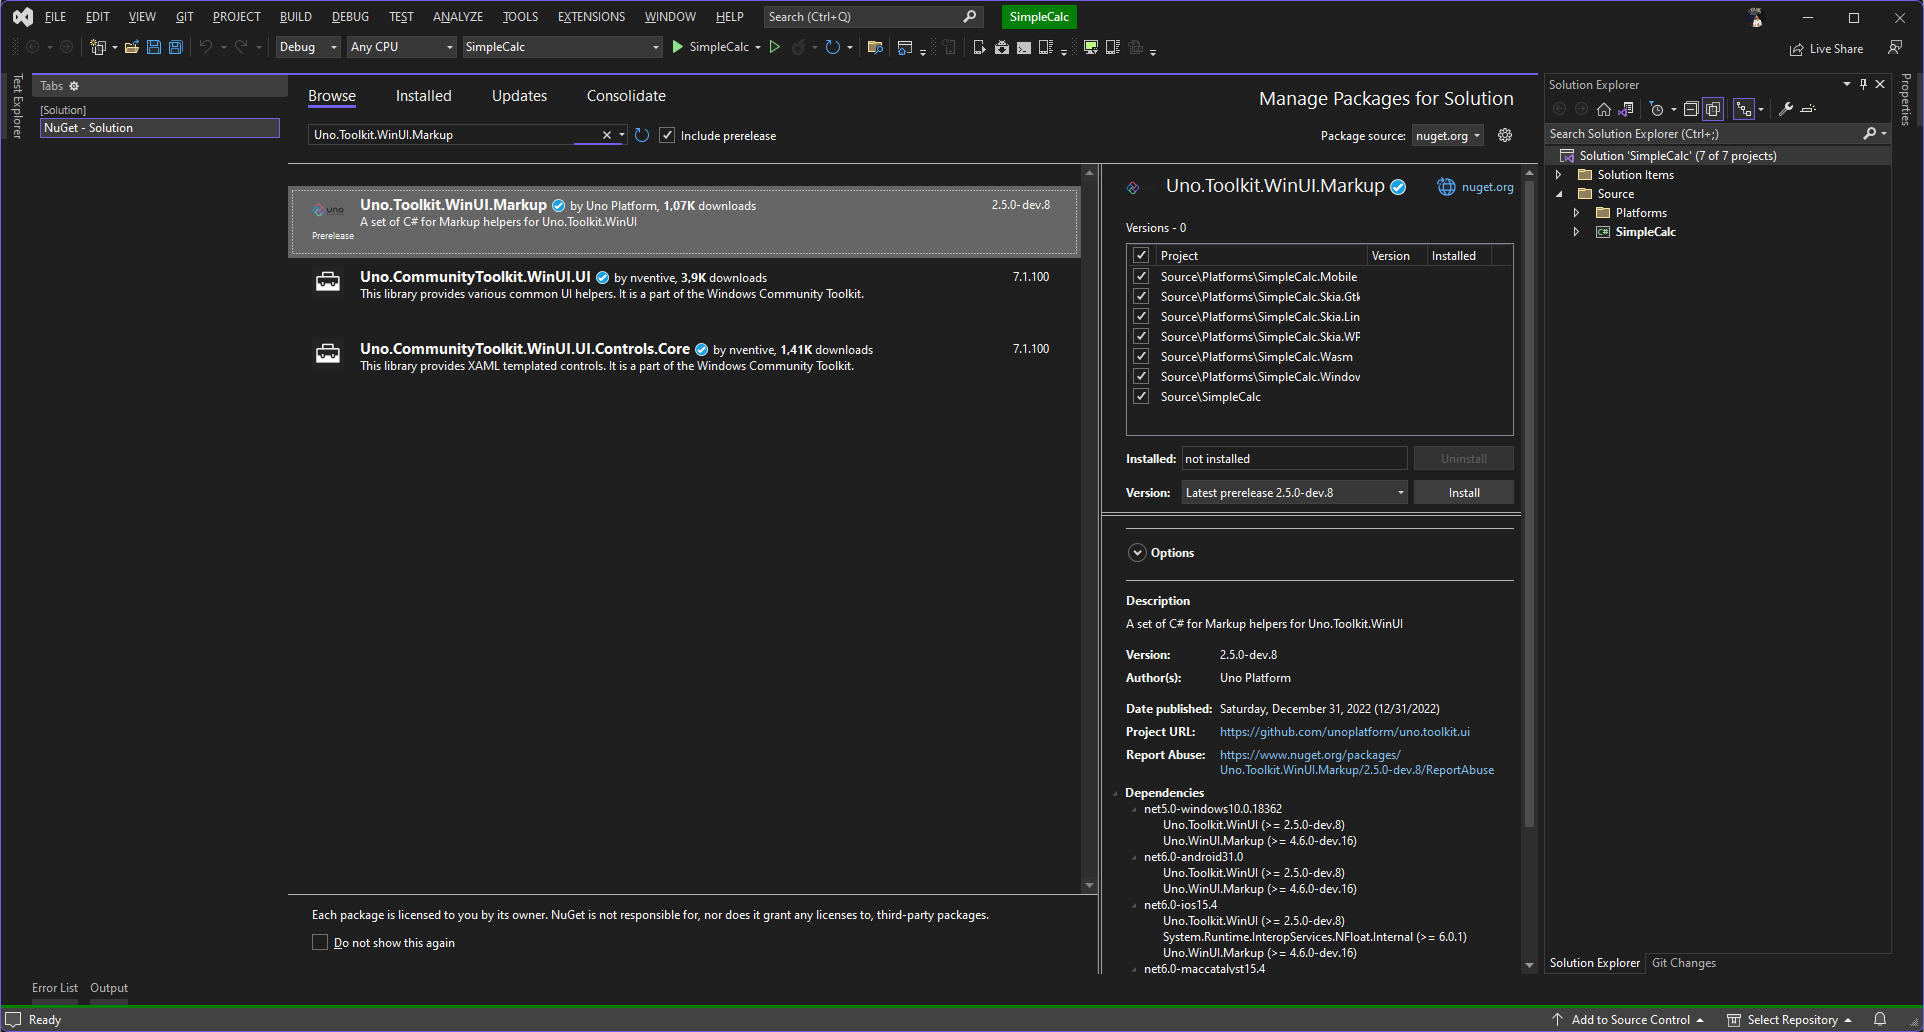 FILE EDIT VIEW GIT PROJECT BUILD DEBUG TEST ANALYZE TOOLS EXTENSIONS WINDOW HELP Search (Ctrl+Q) SimpleCalc
Debug Any CPU SimpleCalc SimpleCalc Live Share
Test Explorer
Tabs
[Solution]
NuGet - Solution
Browse Installed Updates Consolidate
Manage Packages for Solution
Uno.Toolkit.WinUI.Markup Include prerelease
Package source: nuget.org
Uno.Toolkit.WinUI.Markup by Uno Platform, 1,07K downloads 2.5.0-dev.8
A set of C# for Markup helpers for Uno.Toolkit.WinUI
uno
Prerelease
Uno.CommunityToolkit.WinUI.UI by nventive, 3,9K downloads 7.1.100
This library provides various common UI helpers. It is a part of the Windows Community Toolkit.
Uno.CommunityToolkit.WinUI.UI.Controls.Core by nventive, 1,41K downloads 7.1.100
This library provides XAML templated controls. It is a part of the Windows Community Toolkit.
Each package is licensed to you by its owner. NuGet is not responsible for, nor does it grant any licenses to, third-party packages.
Do not show this again
Uno.Toolkit.WinUI.Markup nuget.org
Versions - 0
Project Version Installed
Source\Platforms\SimpleCalc.Mobile
Source\Platforms\SimpleCalc.Skia.Gtk
Source\Platforms\SimpleCalc.Skia.Lin
Source\Platforms\SimpleCalc.Skia.WP
Source\Platforms\SimpleCalc.Wasm
Source\Platforms\SimpleCalc.Window
Source\SimpleCalc
Installed: not installed Uninstall
Version: Latest prerelease 2.5.0-dev.8 Install
Options
Description
A set of C# for Markup helpers for Uno.Toolkit.WinUI
Version: 2.5.0-dev.8
Author(s): Uno Platform
Date published: Saturday, December 31, 2022 (12/31/2022)
Project URL: https://github.com/unoplatform/uno.toolkit.ui
Report Abuse: https://www.nuget.org/packages/
Uno.Toolkit.WinUI.Markup/2.5.0-dev.8/ReportAbuse
Dependencies
net5.0-windows10.0.18362
Uno.Toolkit.WinUI (>= 2.5.0-dev.8)
Uno.WinUI.Markup (>= 4.6.0-dev.16)
net6.0-android31.0
Uno.Toolkit.WinUI (>= 2.5.0-dev.8)
Uno.WinUI.Markup (>= 4.6.0-dev.16)
net6.0-ios15.4
Uno.Toolkit.WinUI (>= 2.5.0-dev.8)
System.Runtime.InteropServices.NFloat.Internal (>= 6.0.1)
Uno.WinUI.Markup (>= 4.6.0-dev.16)
net6.0-maccatalyst15.4
Solution Explorer
Search Solution Explorer (Ctrl+;)
Solution 'SimpleCalc' (7 of 7 projects)
Solution Items
Source
Platforms
C# SimpleCalc
Solution Explorer Git Changes
Properties
Error List Output
Ready
Add to Source Control Select Repository